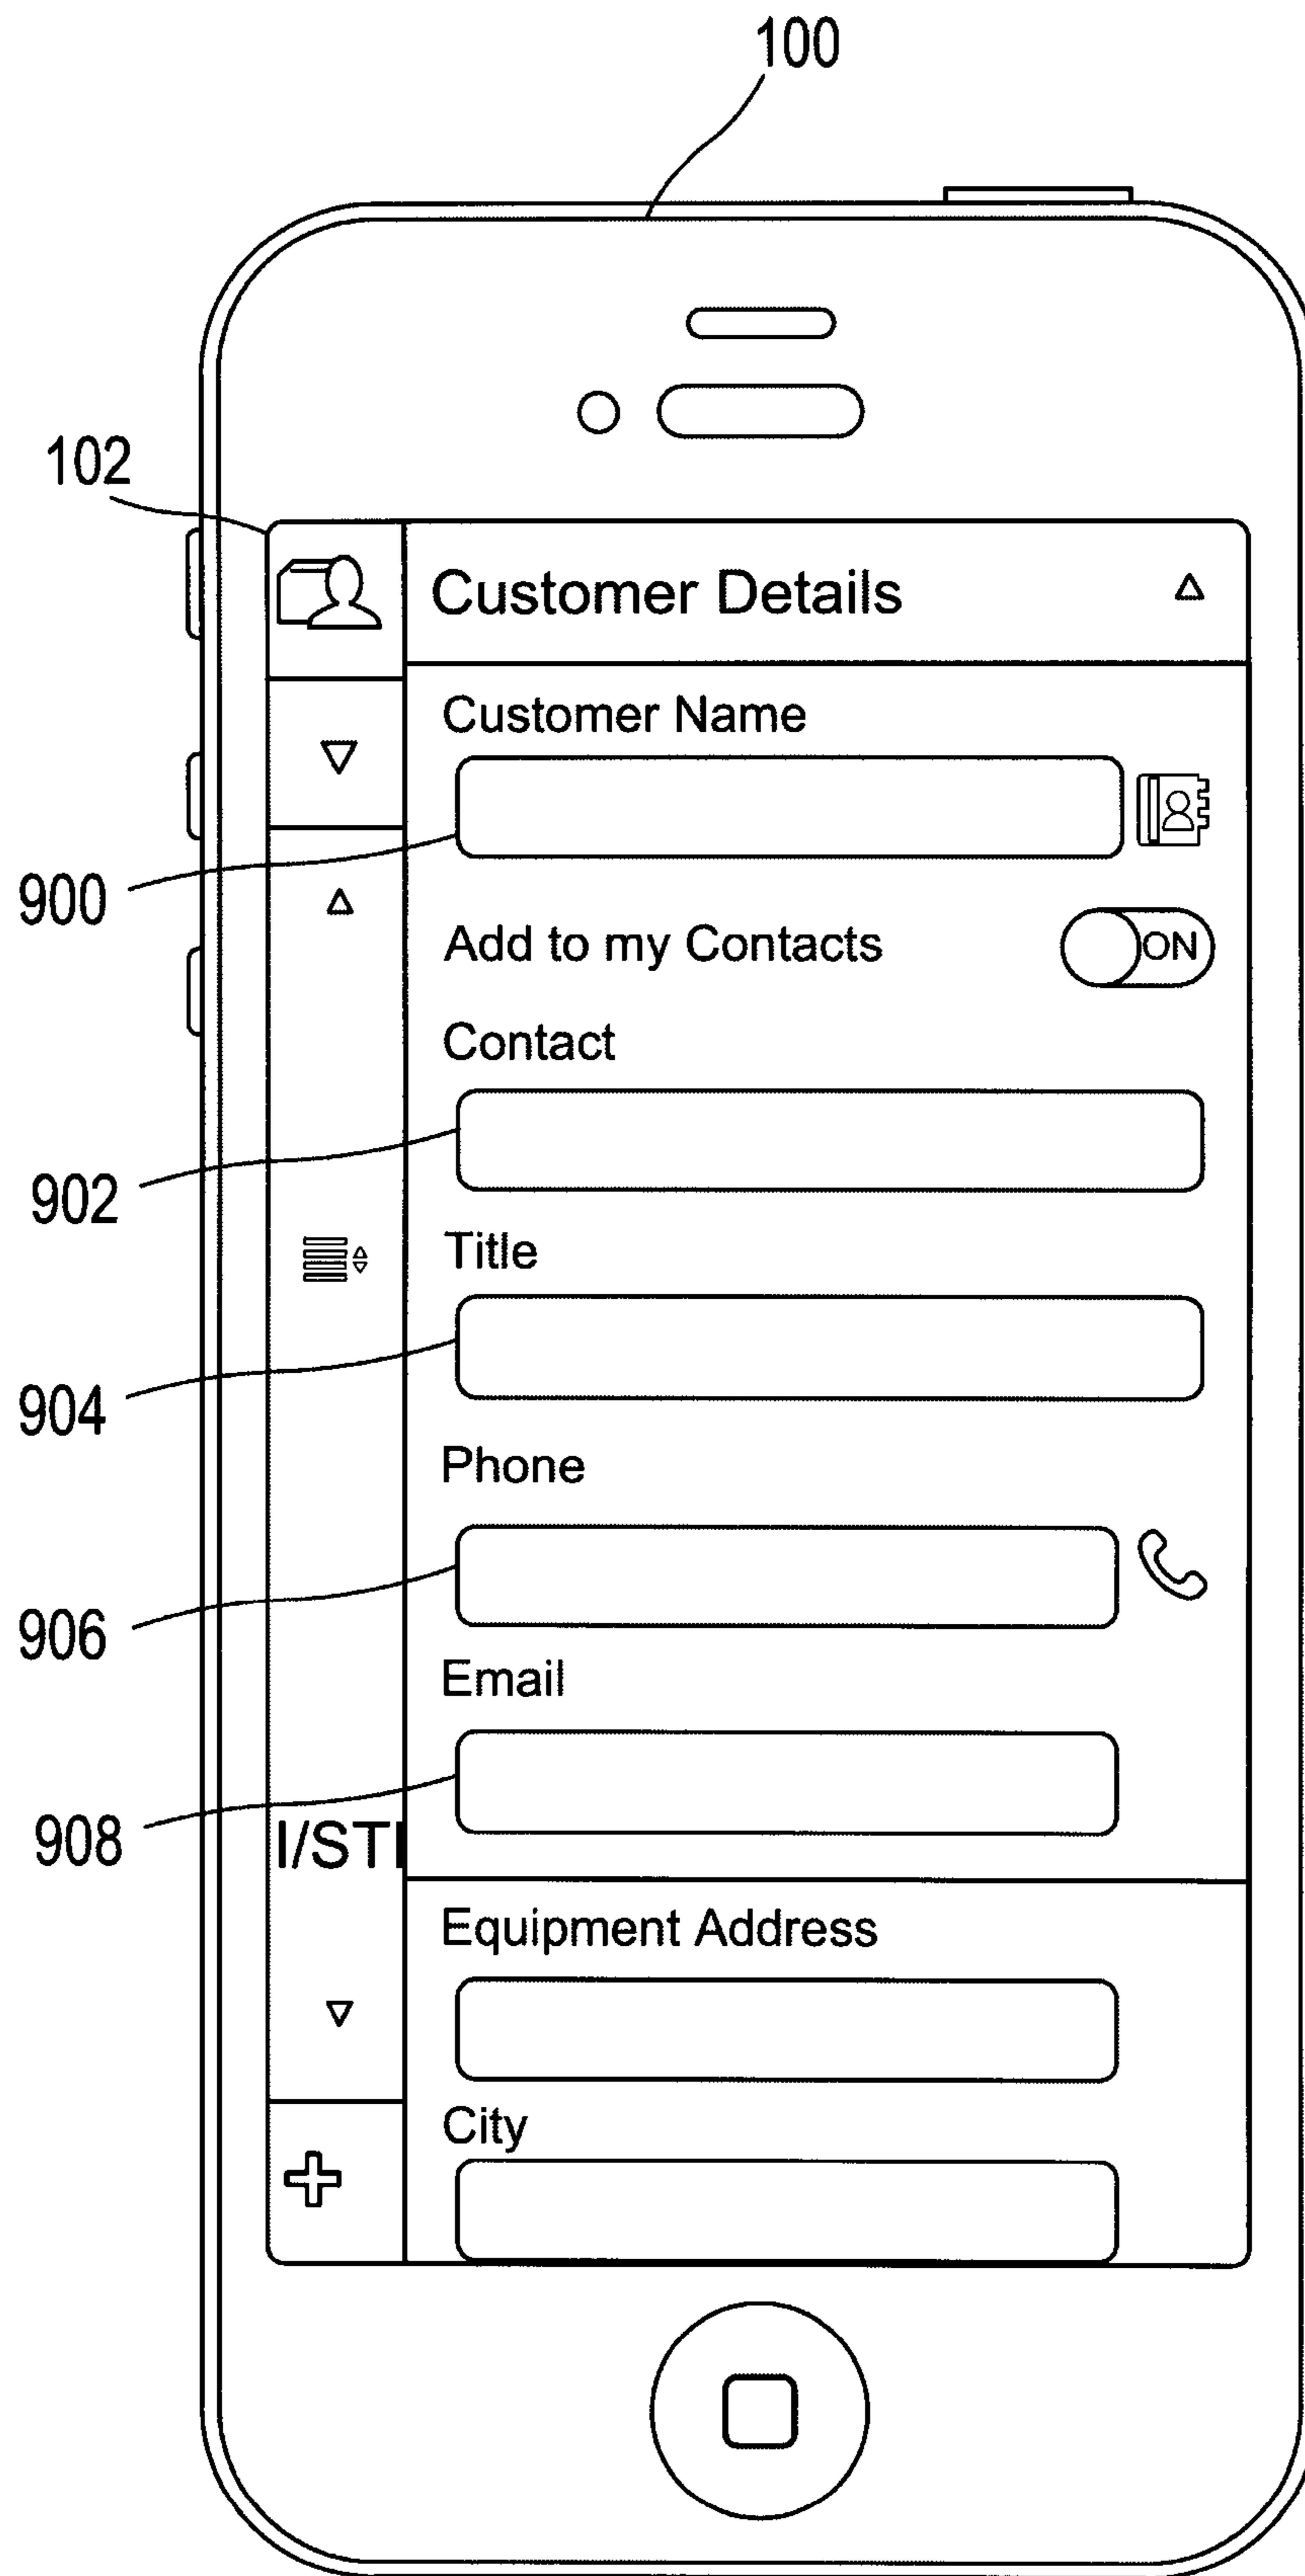 100
102
Customer Details
Customer Name
900
Add to my Contacts ON
Contact
902
Title
904
Phone
906
Email
908
I/STI
Equipment Address
City